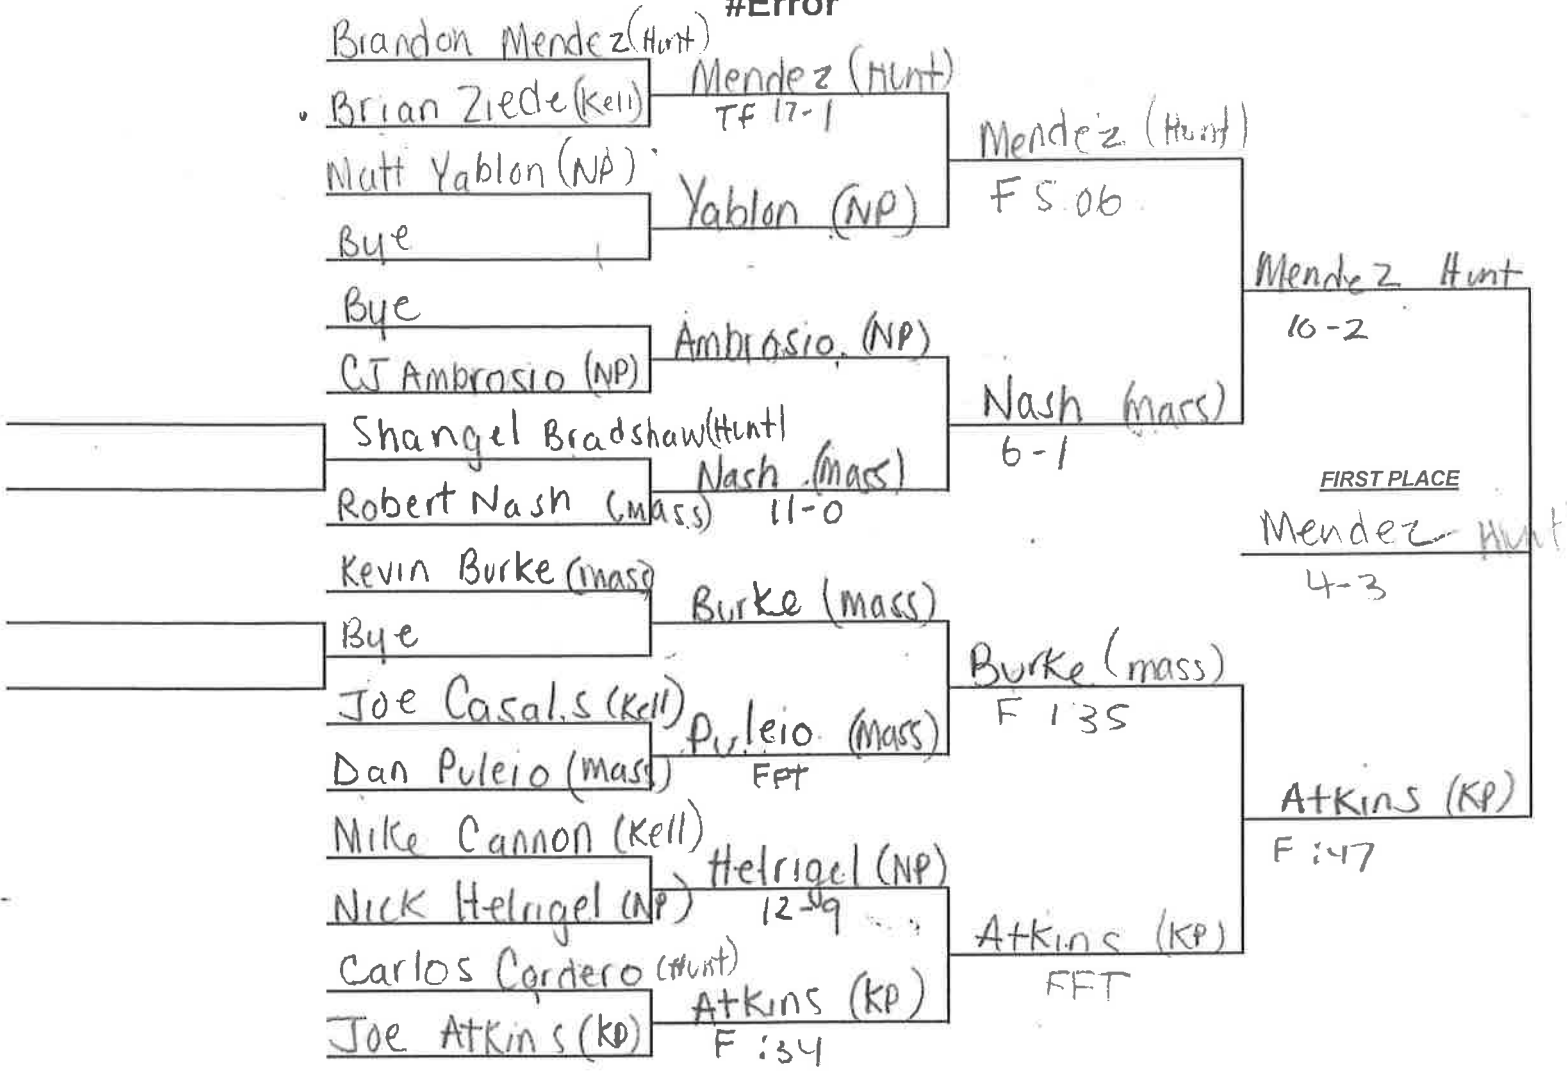 #Error
Brandon Mendez (Hunt)
Brian Ziede (Kell)
Matt Yablon (NP)
Bye
Bye
CJ Ambrosio (NP)
Shangel Bradshaw (Hunt)
Robert Nash (Mass)
Kevin Burke (mass)
Bye
Joe Casals (Kell)
Dan Puleio (mass)
Mike Cannon (Kell)
Nick Helrigel (NP)
Carlos Cordero (Hunt)
Joe Atkins (KP)
Mendez (Hunt)
TF 17-1
Yablon (NP)
Ambrosio (NP)
Nash (mass)
11-0
Burke (mass)
Puleio (Mass)
FFT
Helrigel (NP)
12-9
Atkins (KP)
F :34
Mendez (Hunt)
F 5:06
Nash (mass)
6-1
Burke (mass)
F 1:35
Atkins (KP)
FFT
Mendez Hunt
10-2
Atkins (KP)
F :47
FIRST PLACE
Mendez Hunt
4-3